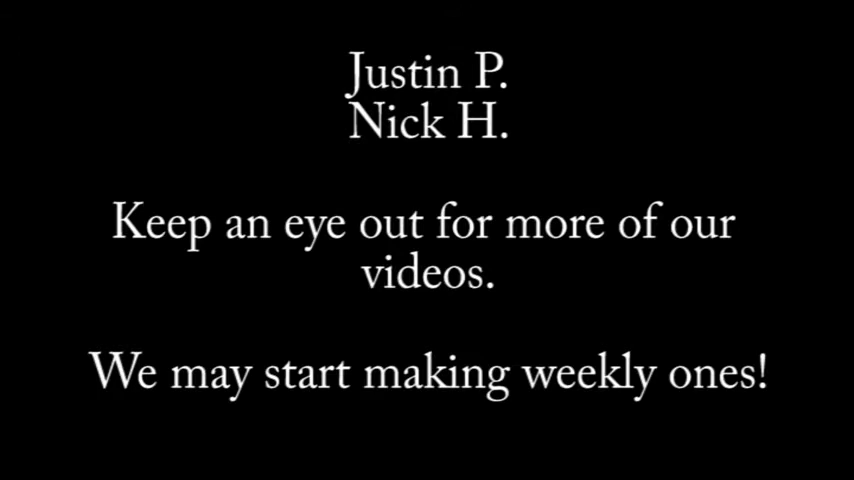 Justin P.
Nick H.
Keep an eye out for more of our
videos.
We may start making weekly ones!